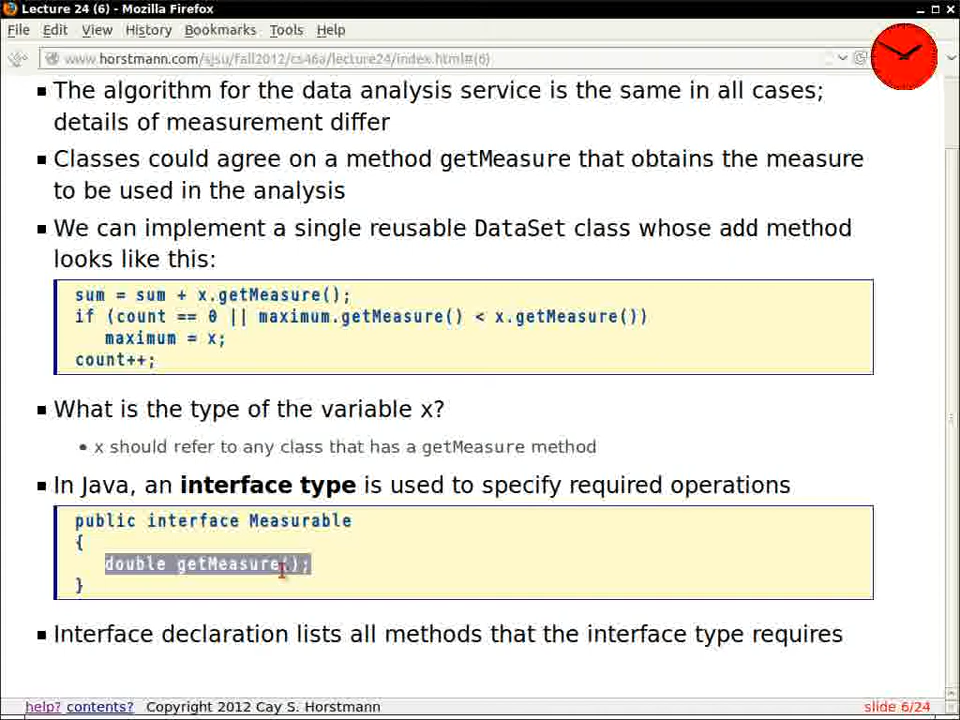 Lecture 24 (6) - Mozilla Firefox
File Edit View History Bookmarks Tools Help
www.horstmann.com/sjsu/fall2012/cs46a/lecture24/index.html#(6)
The algorithm for the data analysis service is the same in all cases;
details of measurement differ
Classes could agree on a method getMeasure that obtains the measure
to be used in the analysis
We can implement a single reusable DataSet class whose add method
looks like this:
sum = sum + x.getMeasure();
if (count == 0 || maximum.getMeasure() < x.getMeasure())
maximum = x;
count++;
What is the type of the variable x?
x should refer to any class that has a getMeasure method
In Java, an interface type is used to specify required operations
public interface Measurable
{
double getMeasure();
}
Interface declaration lists all methods that the interface type requires
help? contents? Copyright 2012 Cay S. Horstmann slide 6/24